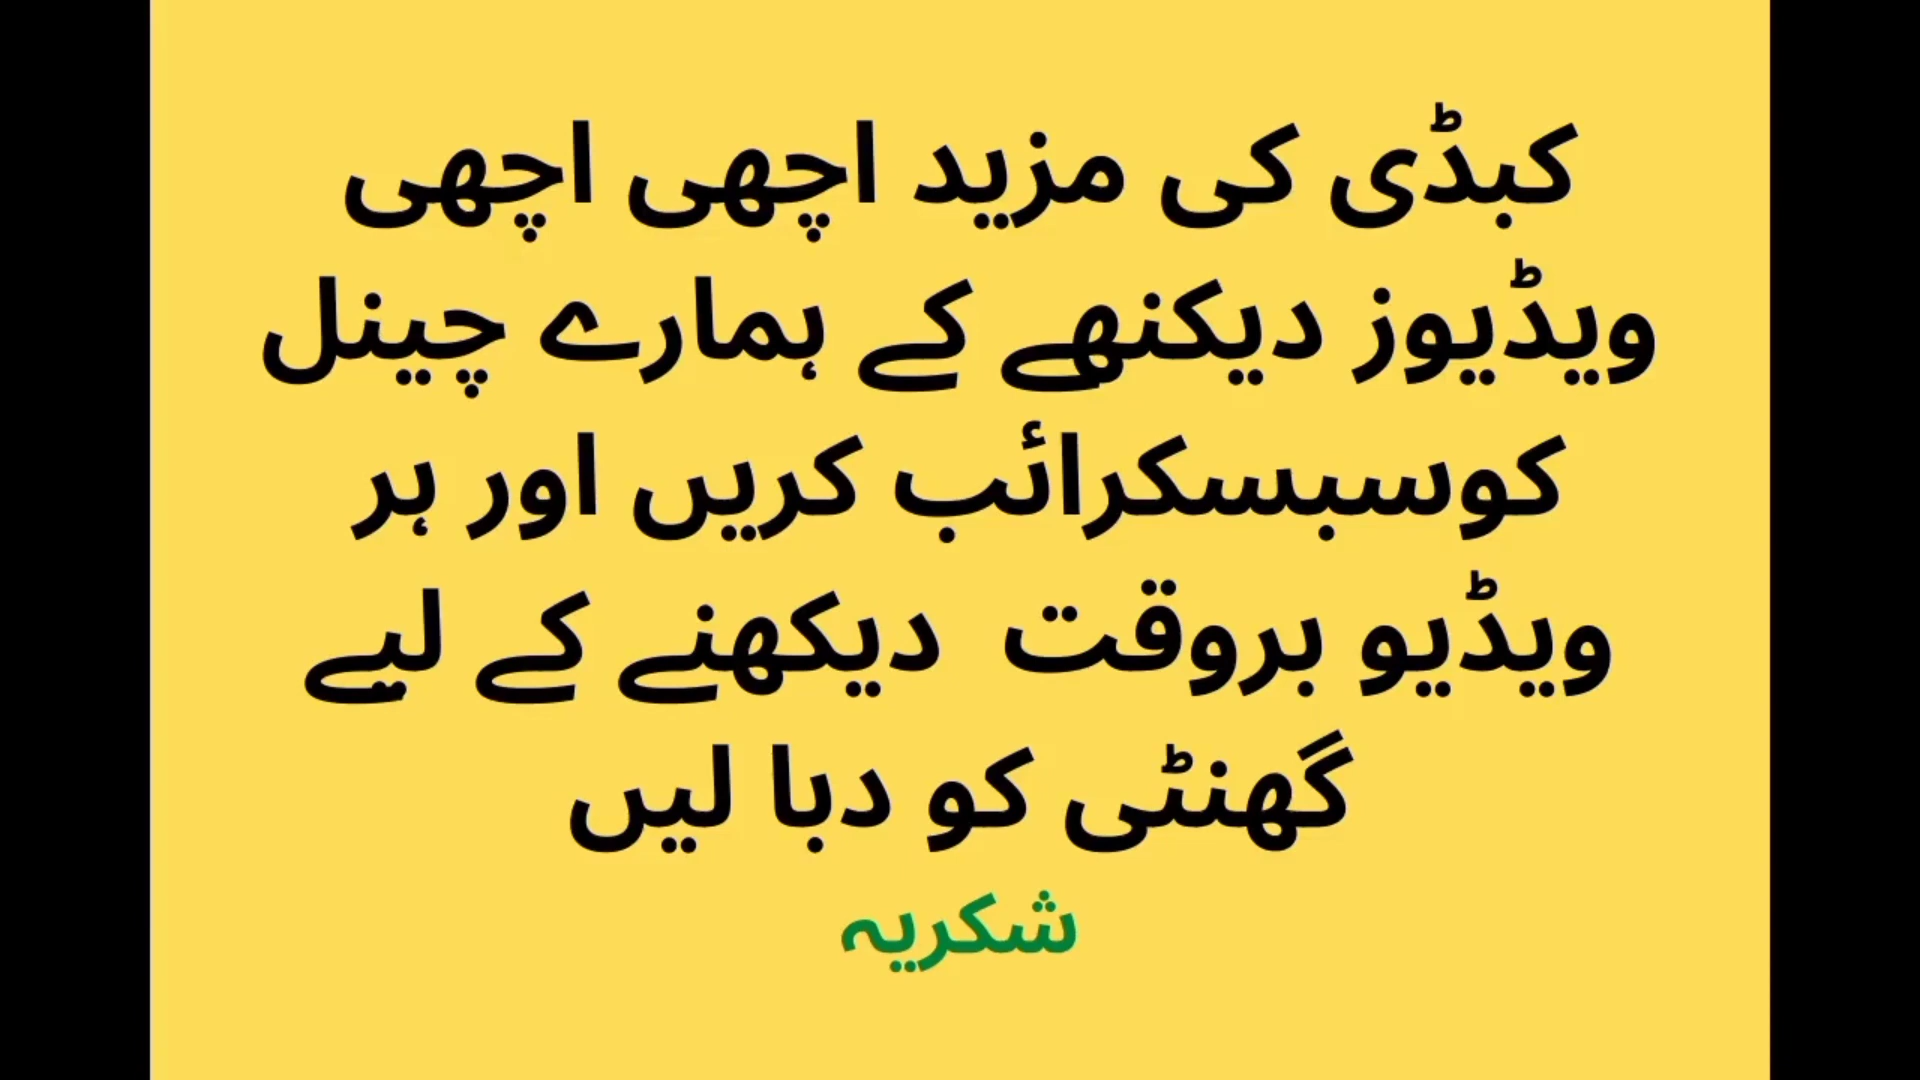 کبڈی کی مزید اچھی اچھی
ویڈیوز دیکنھے کے ہمارے چینل
کوسبسکرائب کریں اور ہر
ویڈیو بروقت  دیکھنے کے لیے
گھنٹی کو دبا لیں
شکریہ